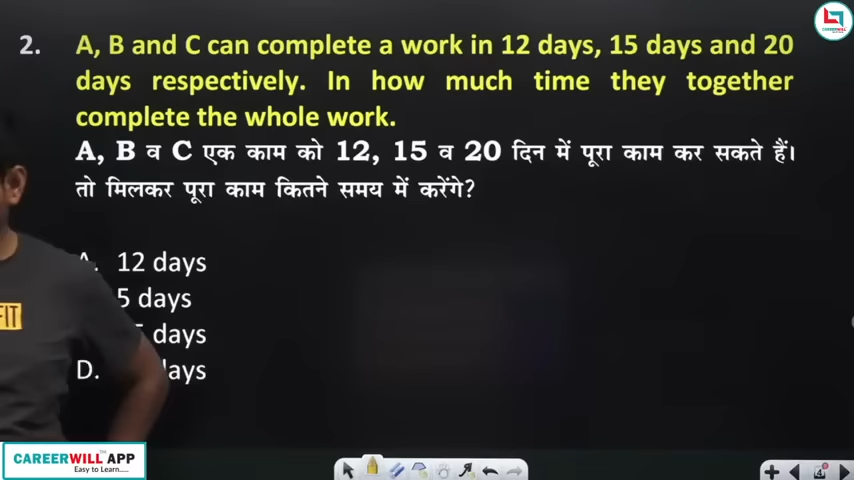 2. A, B and C can complete a work in 12 days, 15 days and 20
days respectively. In how much time they together
complete the whole work.
A, B व C एक काम को 12, 15 व 20 दिन में पूरा काम कर सकते हैं।
तो मिलकर पूरा काम कितने समय में करेंगे?
A. 12 days
5 days
days
D.
CAREERWILL APP
Easy to Learn.....